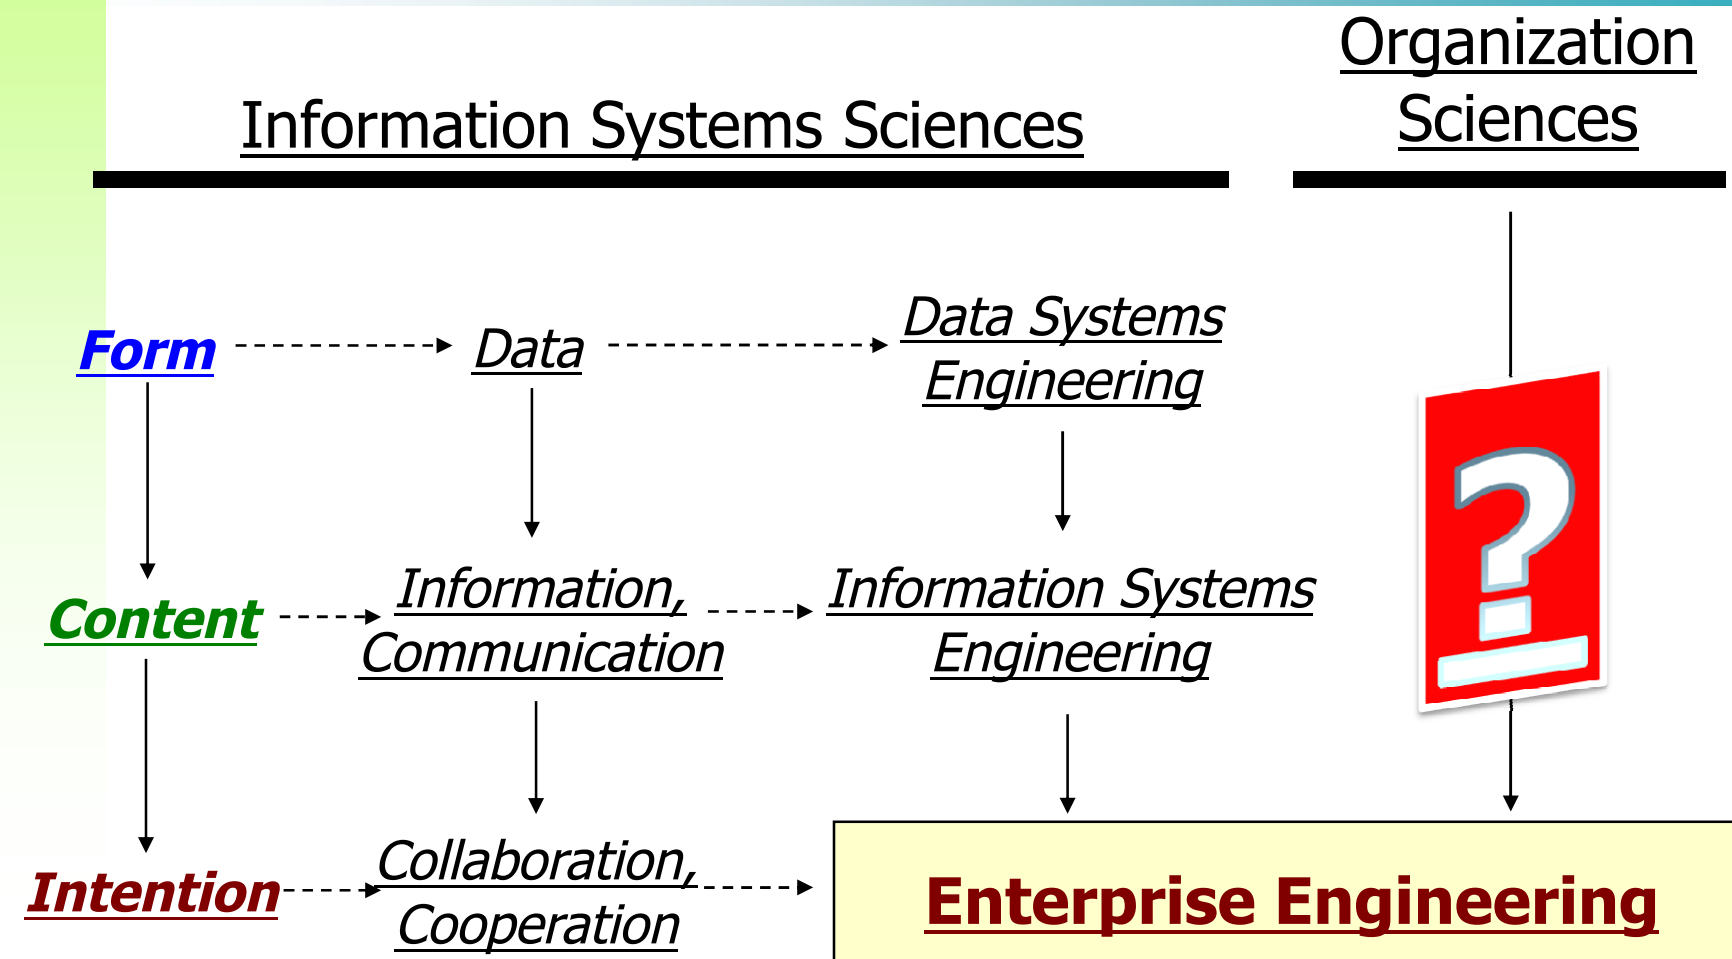 Organization
Sciences
Information Systems Sciences
Form
Data
Data Systems
Engineering
Content
Information,
Communication
Information Systems
Engineering
?
Intention
Collaboration,
Cooperation
Enterprise Engineering